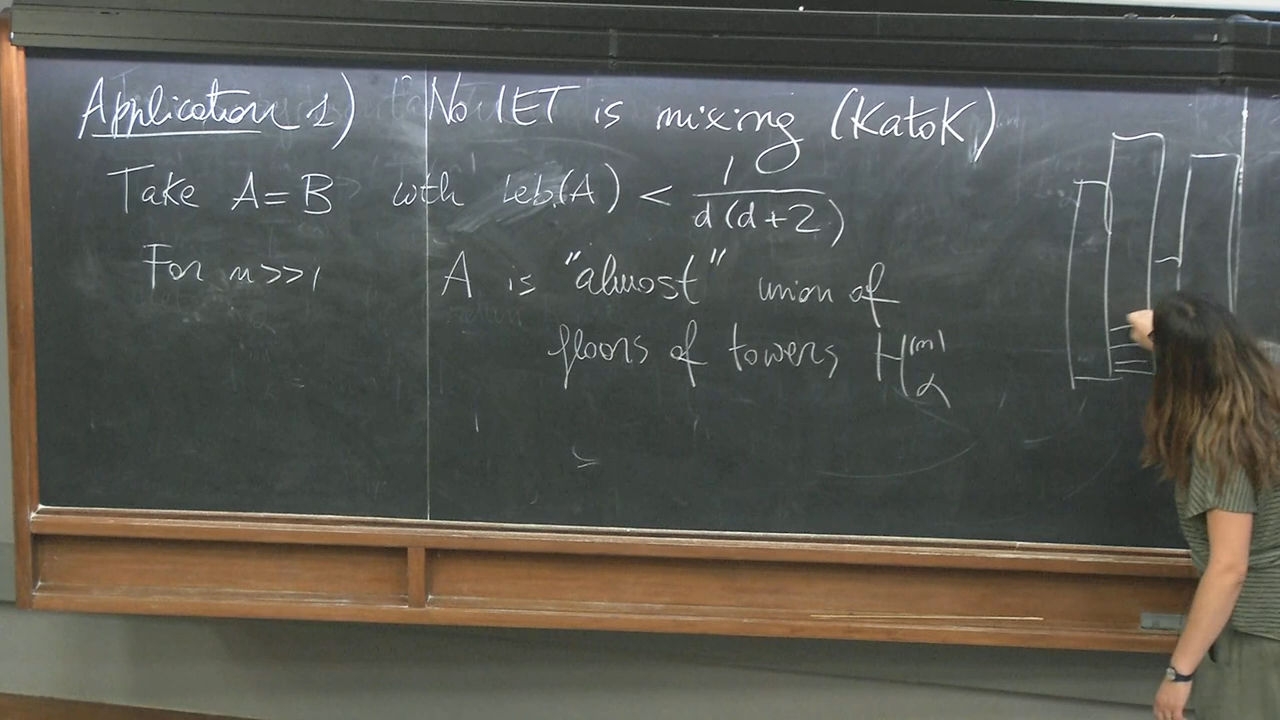 Application 1) No IET is mixing (Katok)
Take A=B with Leb(A) < 1/d(d+2)
For n>>1 A is "almost" union of
floors of towers H_α^(n)